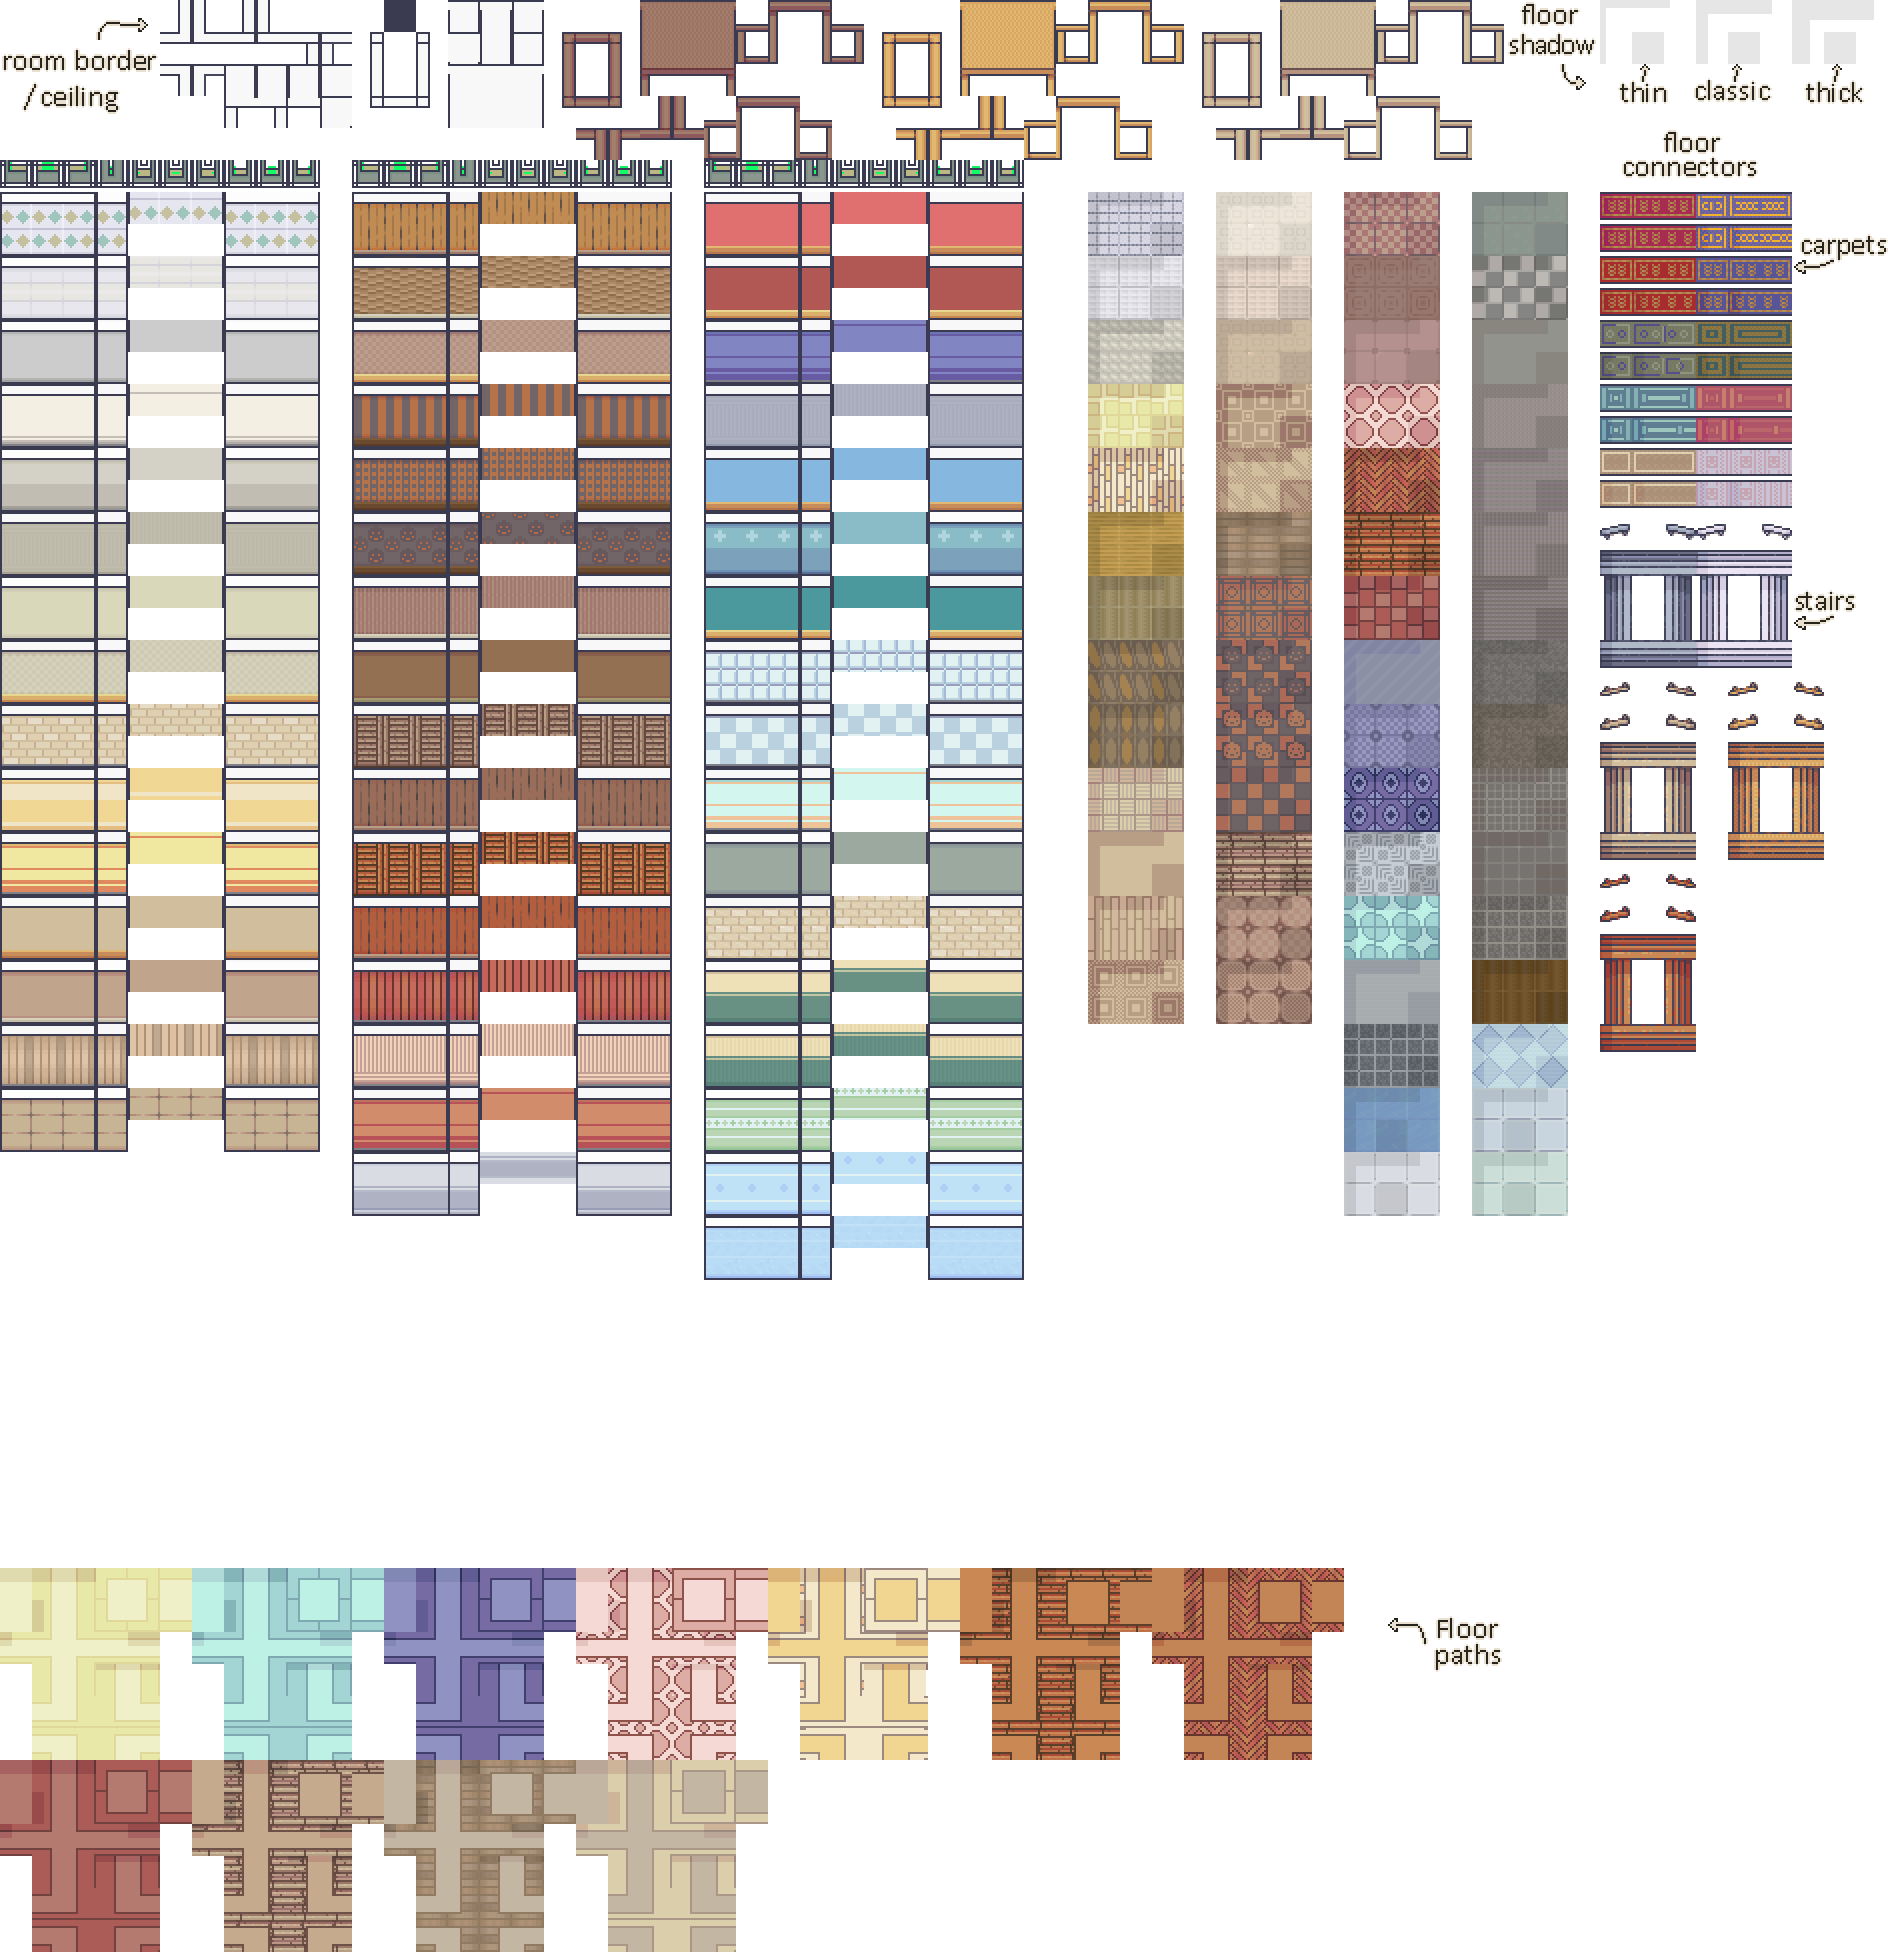 room border
/ceiling
floor
shadow
thin
classic
thick
floor
connectors
carpets
stairs
Floor
paths